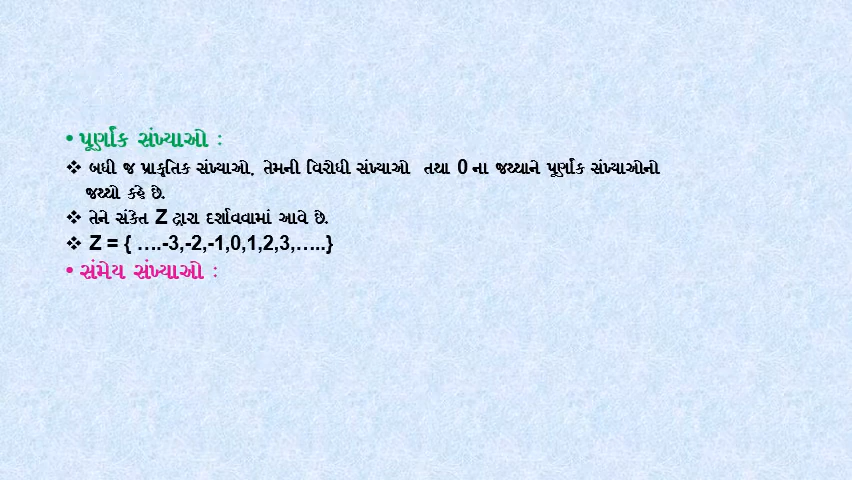 • પૂર્ણાંક સંખ્યાઓ :
❖ બધી જ પ્રાકૃતિક સંખ્યાઓ, તેમની વિરોધી સંખ્યાઓ તથા 0 ના જથ્થાને પૂર્ણાંક સંખ્યાઓનો
જથ્થો કહે છે.
❖ તેને સંકેત Z દ્વારા દર્શાવવામાં આવે છે.
❖ Z = { ….-3,-2,-1,0,1,2,3,…..}
• સંમેય સંખ્યાઓ :